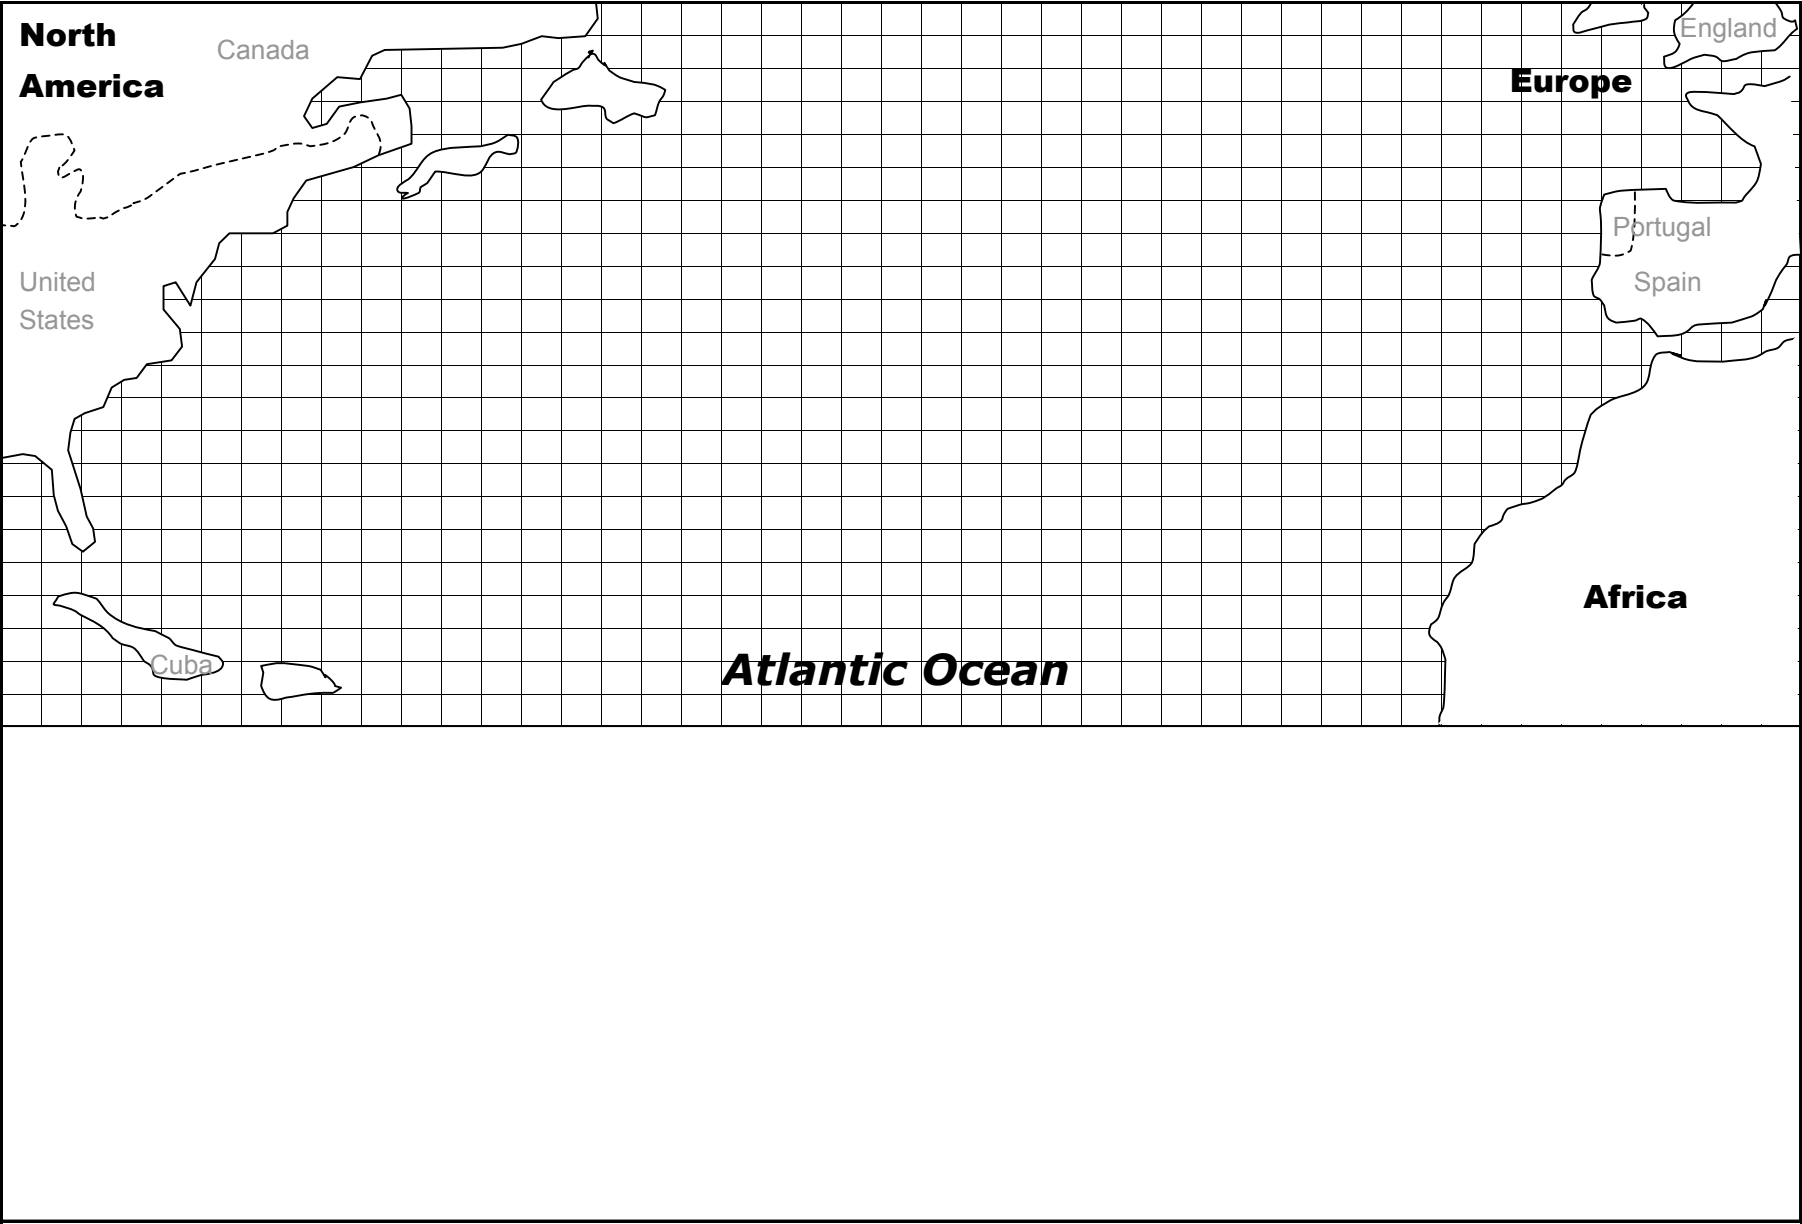 North
America
Canada
England
Europe
Portugal
United
States
Spain
Africa
Cuba
Atlantic Ocean